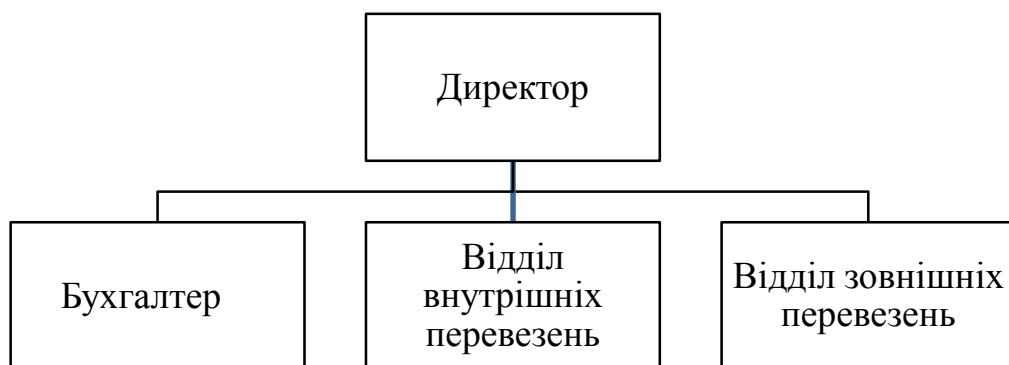 Директор
Бухгалтер
Відділ
внутрішніх
перевезень
Відділ зовнішніх
перевезень